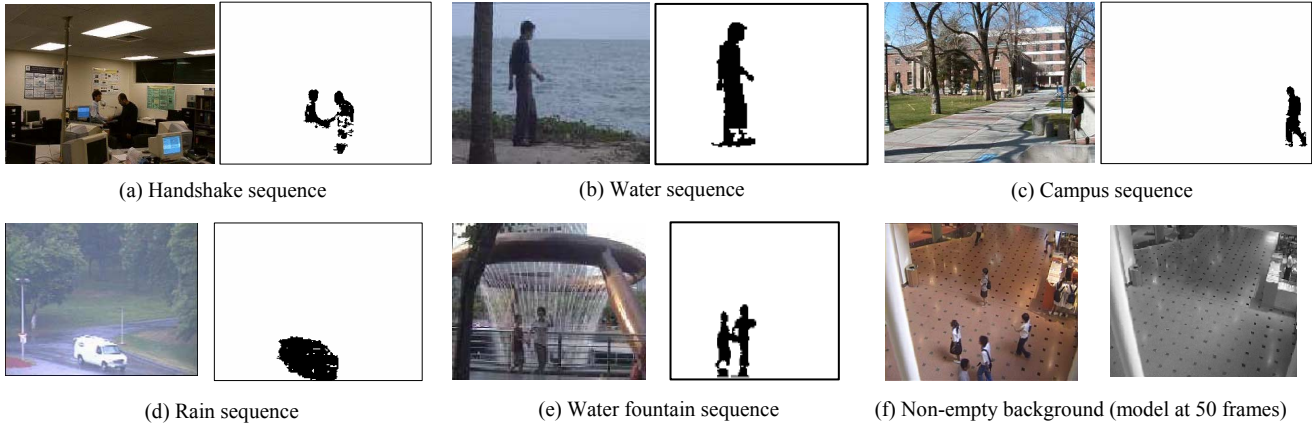 (a) Handshake sequence
(b) Water sequence
(c) Campus sequence
(d) Rain sequence
(e) Water fountain sequence
(f) Non-empty background (model at 50 frames)